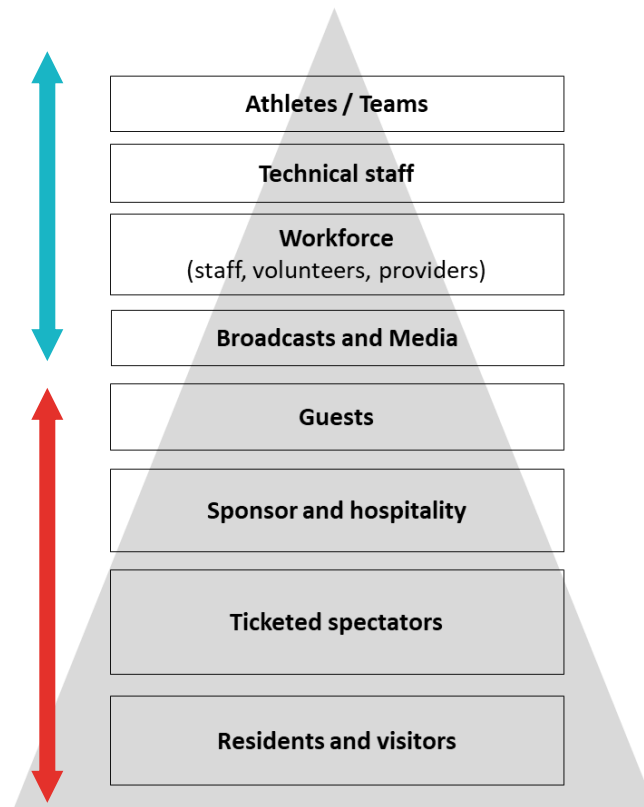 Athletes / Teams
Technical staff
Workforce
(staff, volunteers, providers)
Broadcasts and Media
Guests
Sponsor and hospitality
Ticketed spectators
Residents and visitors